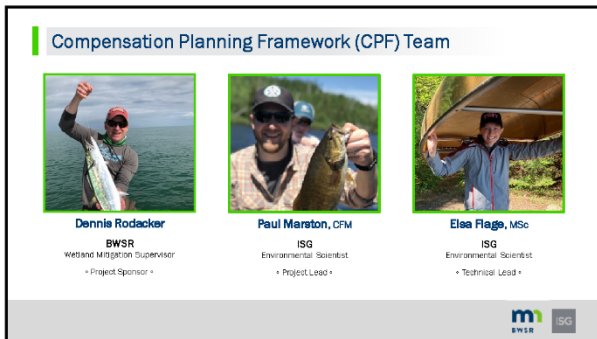 Compensation Planning Framework (CPF) Team
Dennis Rodacker
BWSR
Wetland Mitigation Supervisor
◦ Project Sponsor ◦
Paul Marston, CFM
ISG
Environmental Scientist
◦ Project Lead ◦
Elsa Flage, MSc
ISG
Environmental Scientist
◦ Technical Lead ◦
BWSR
ISG